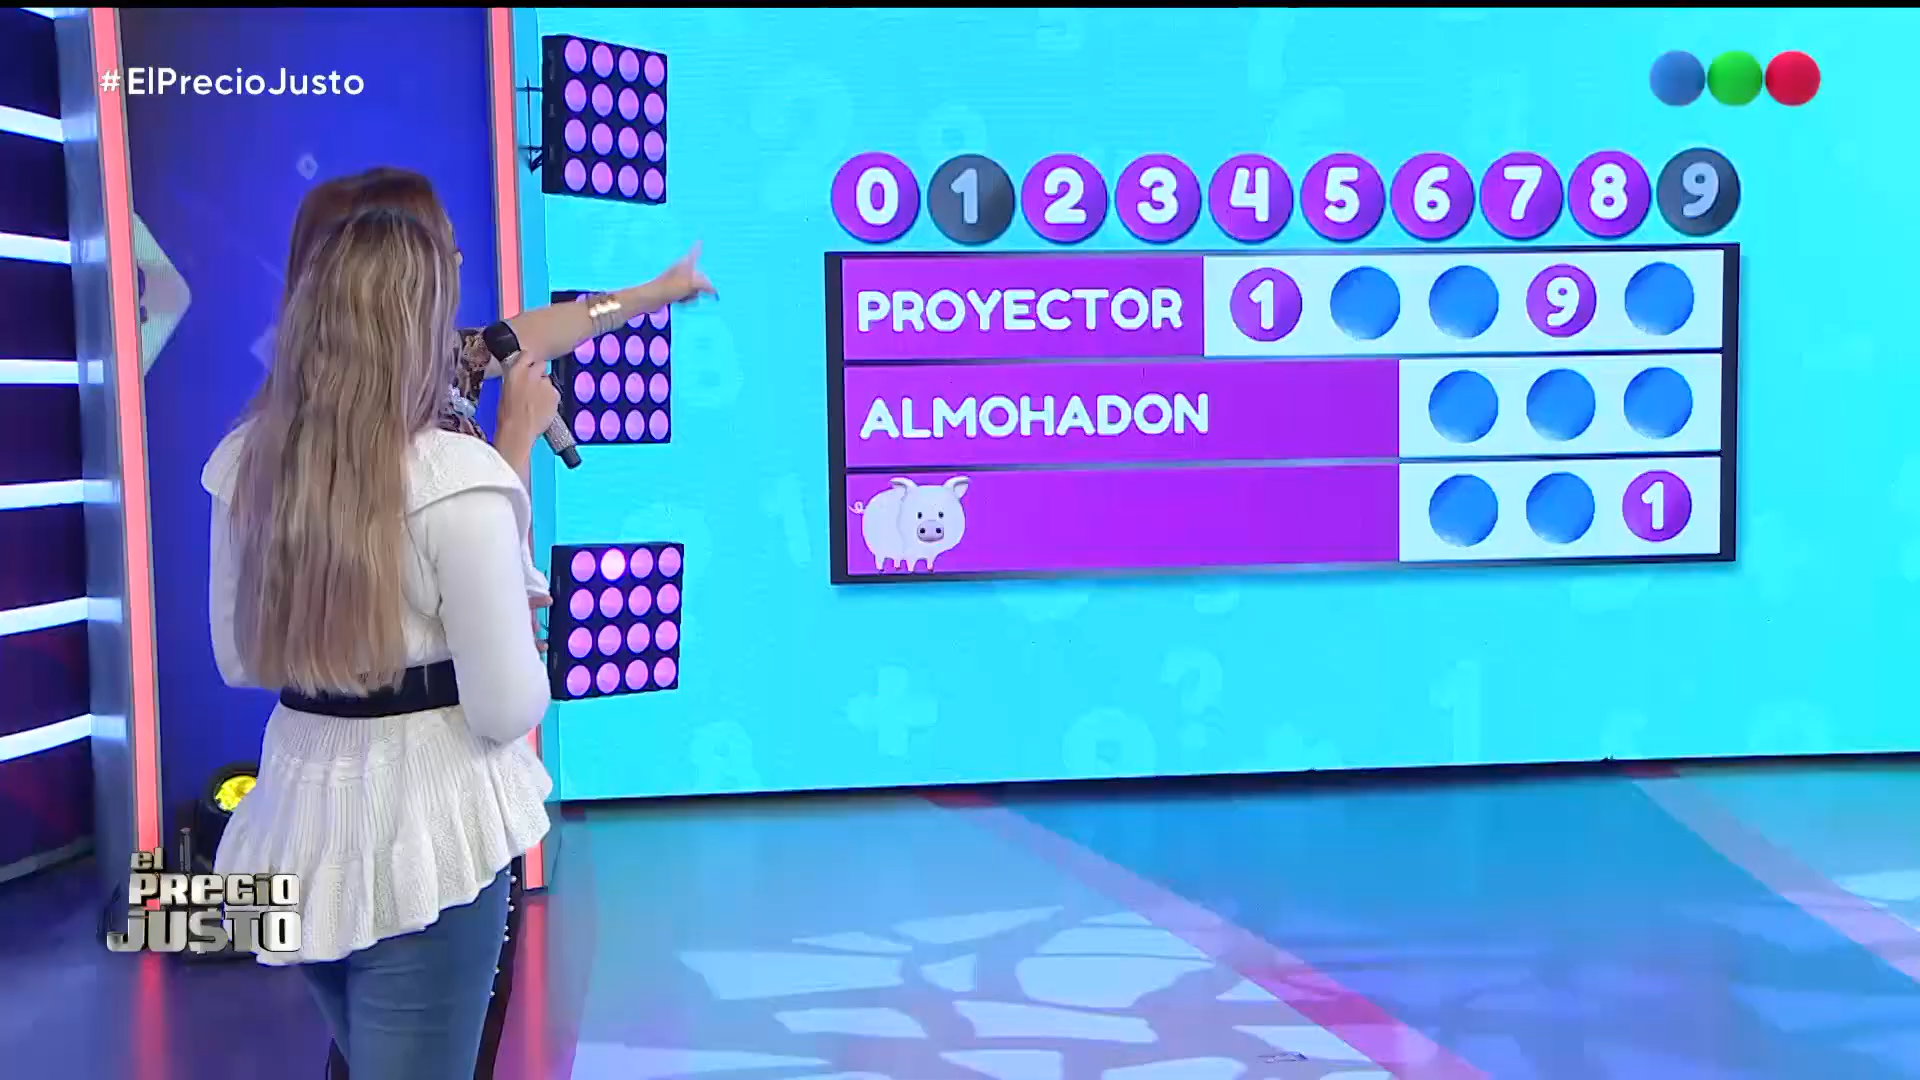 #ElPrecioJusto
0 1 2 3 4 5 6 7 8 9
PROYECTOR 1 9
ALMOHADON
1
el
PRECIO
JUSTO